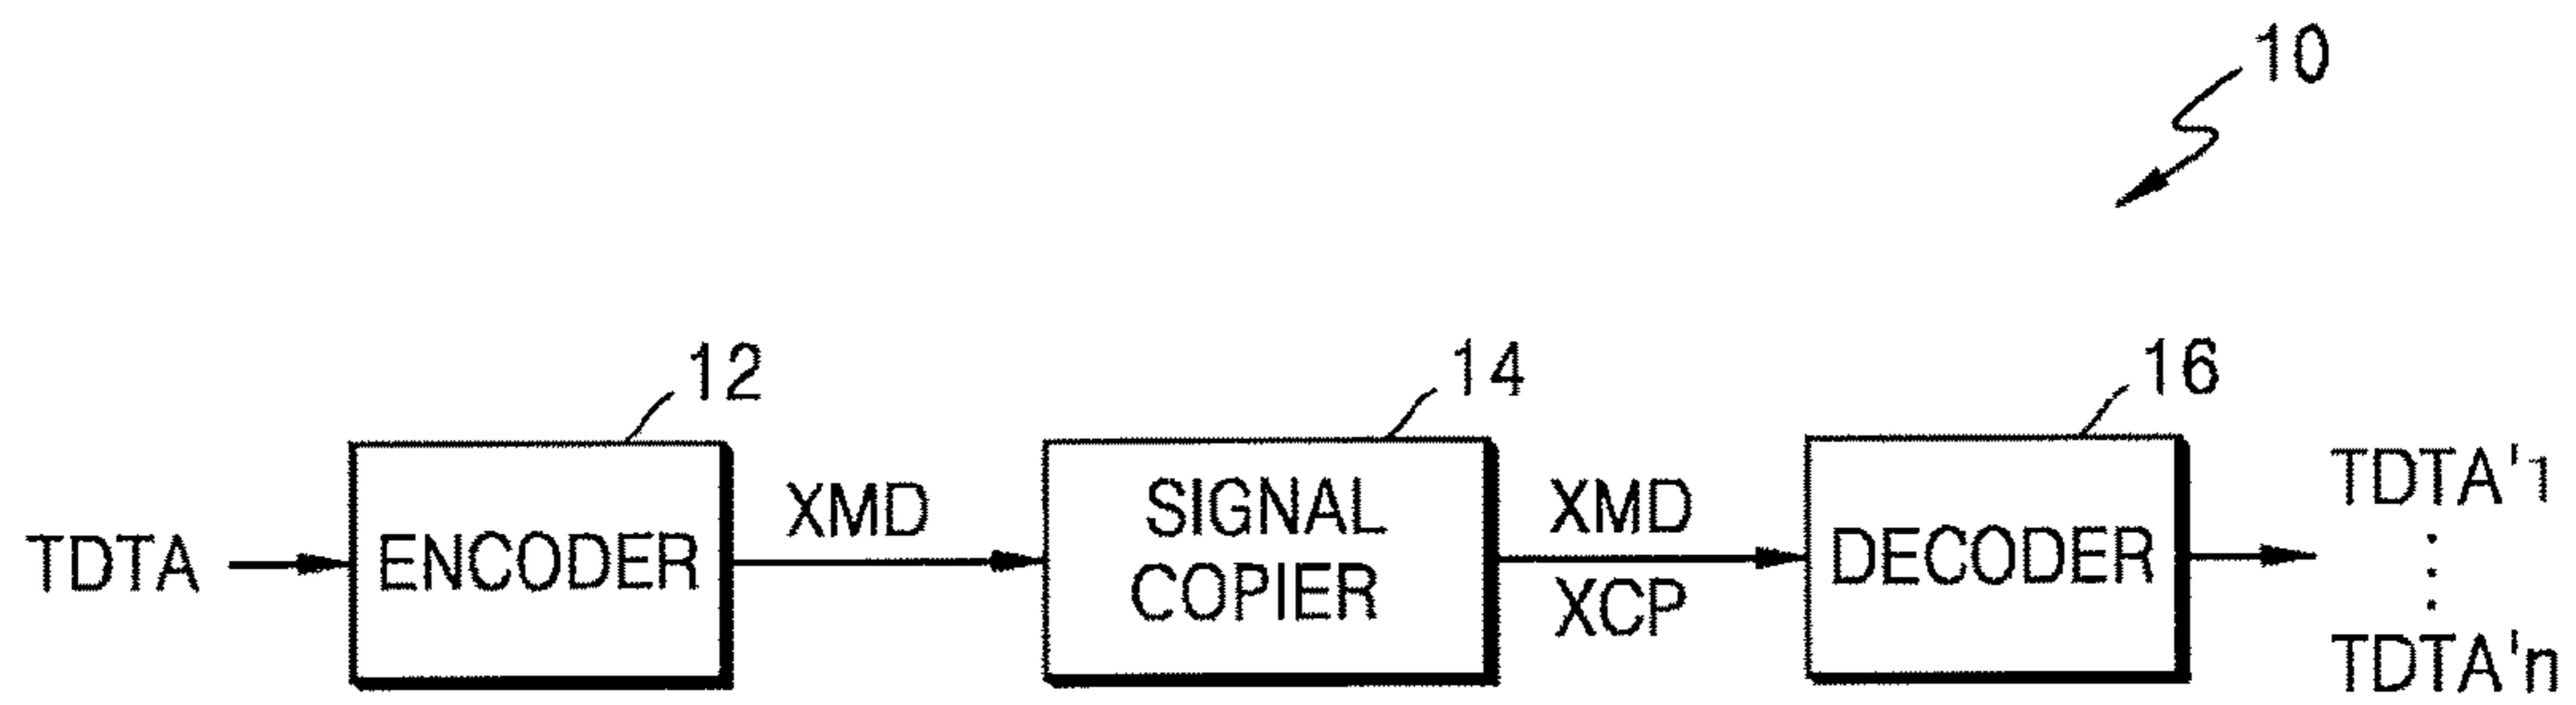 10
12
14
16
TDTA
ENCODER
XMD
SIGNAL
COPIER
XMD
XCP
DECODER
TDTA'1
TDTA'n